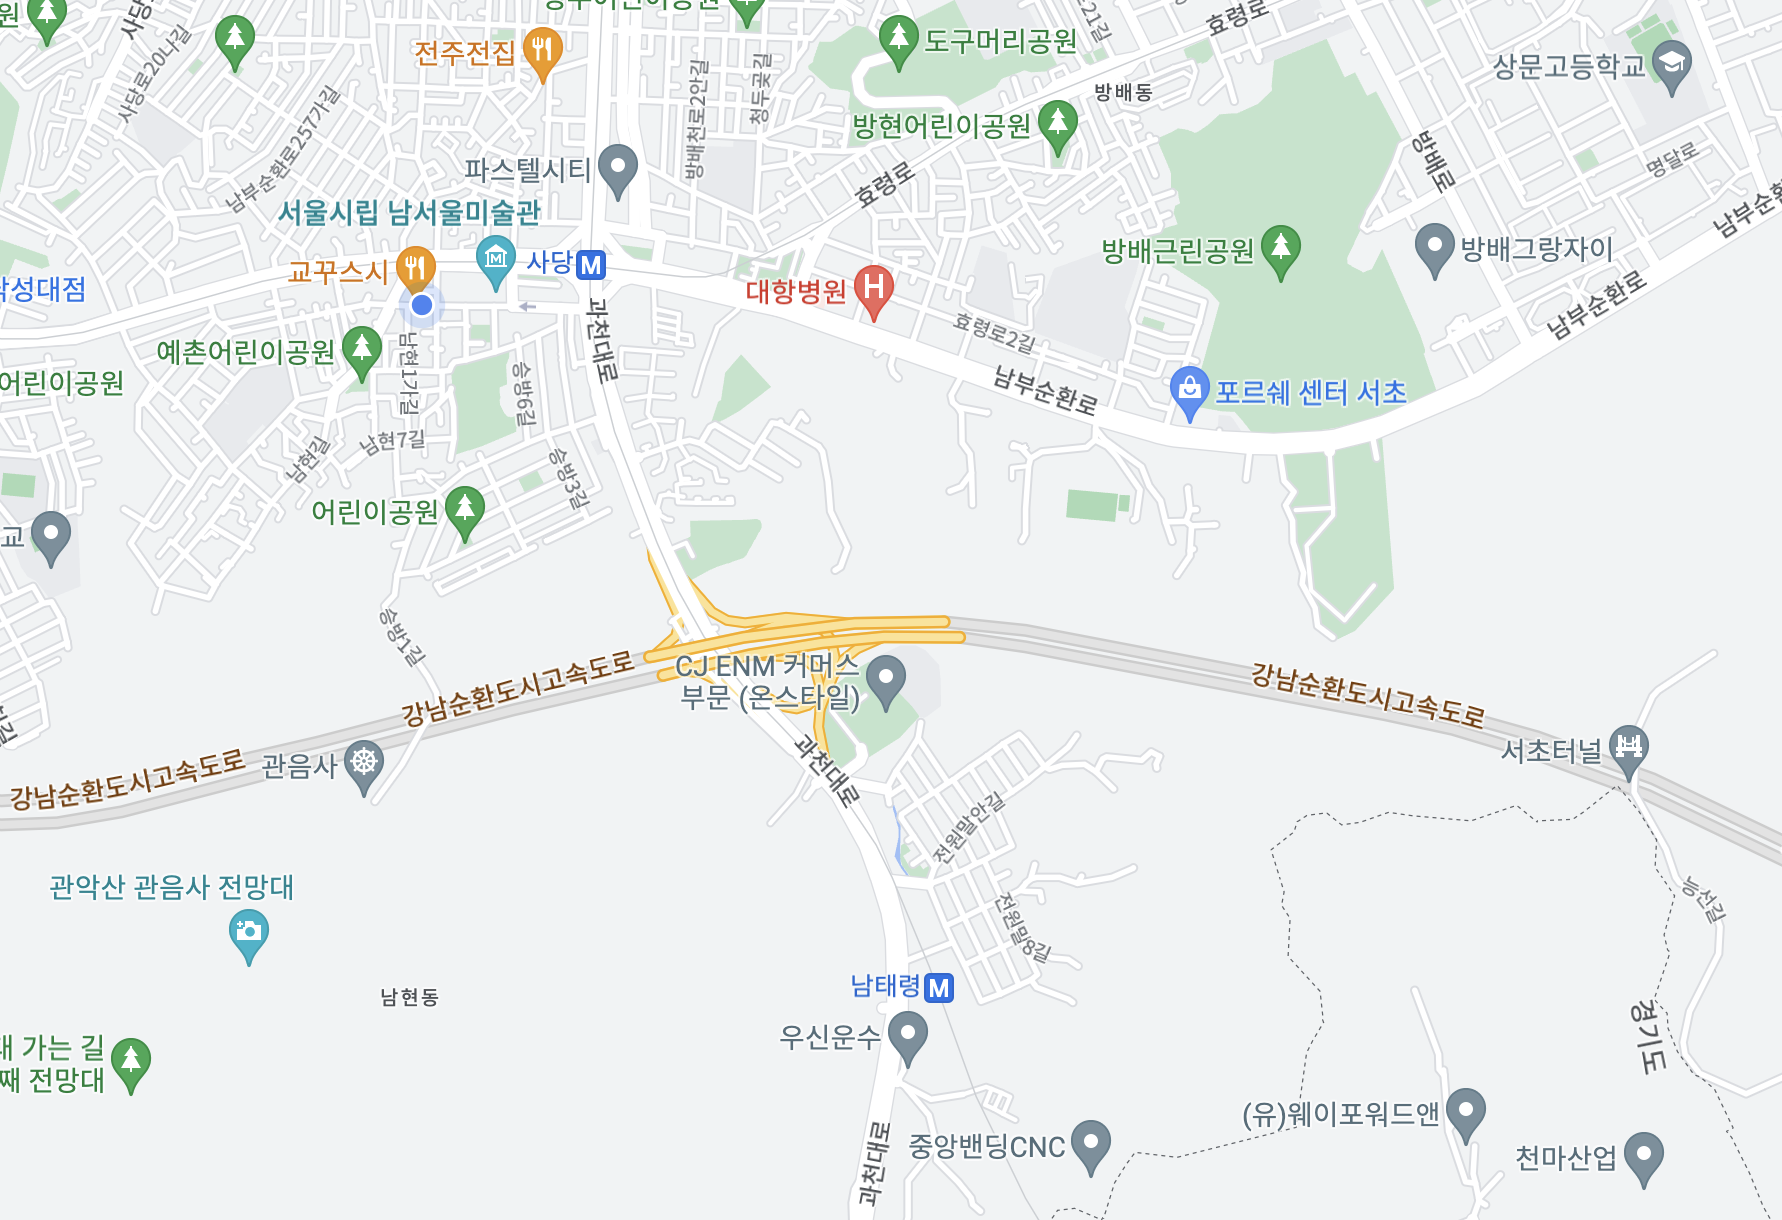 전주전집
도구머리공원
효령로
상문고등학교
사당로20나길
방배천로2안길
청두곶길
방배동
방현어린이공원
남부순환로257가길
파스텔시티
효령로
방배로
명달로
서울시립 남서울미술관
방배근린공원
방배그랑자이
교꾸스시
사당
대항병원
남부순환로
과천대로
효령로2길
예촌어린이공원
남현1가길
어린이공원
승방6길
남부순환로
포르쉐 센터 서초
남현7길
남현길
승방3길
어린이공원
교
승방1길
강남순환도시고속도로
CJ ENM 커머스
부문 (온스타일)
강남순환도시고속도로
강남순환도시고속도로
관음사
과천대로
서초터널
전원말안길
관악산 관음사 전망대
능선길
전원말8길
남태령
남현동
우신운수
경기도
가는 길
전망대
(유)웨이포워드앤
중앙밴딩CNC
천마산업
과천대로